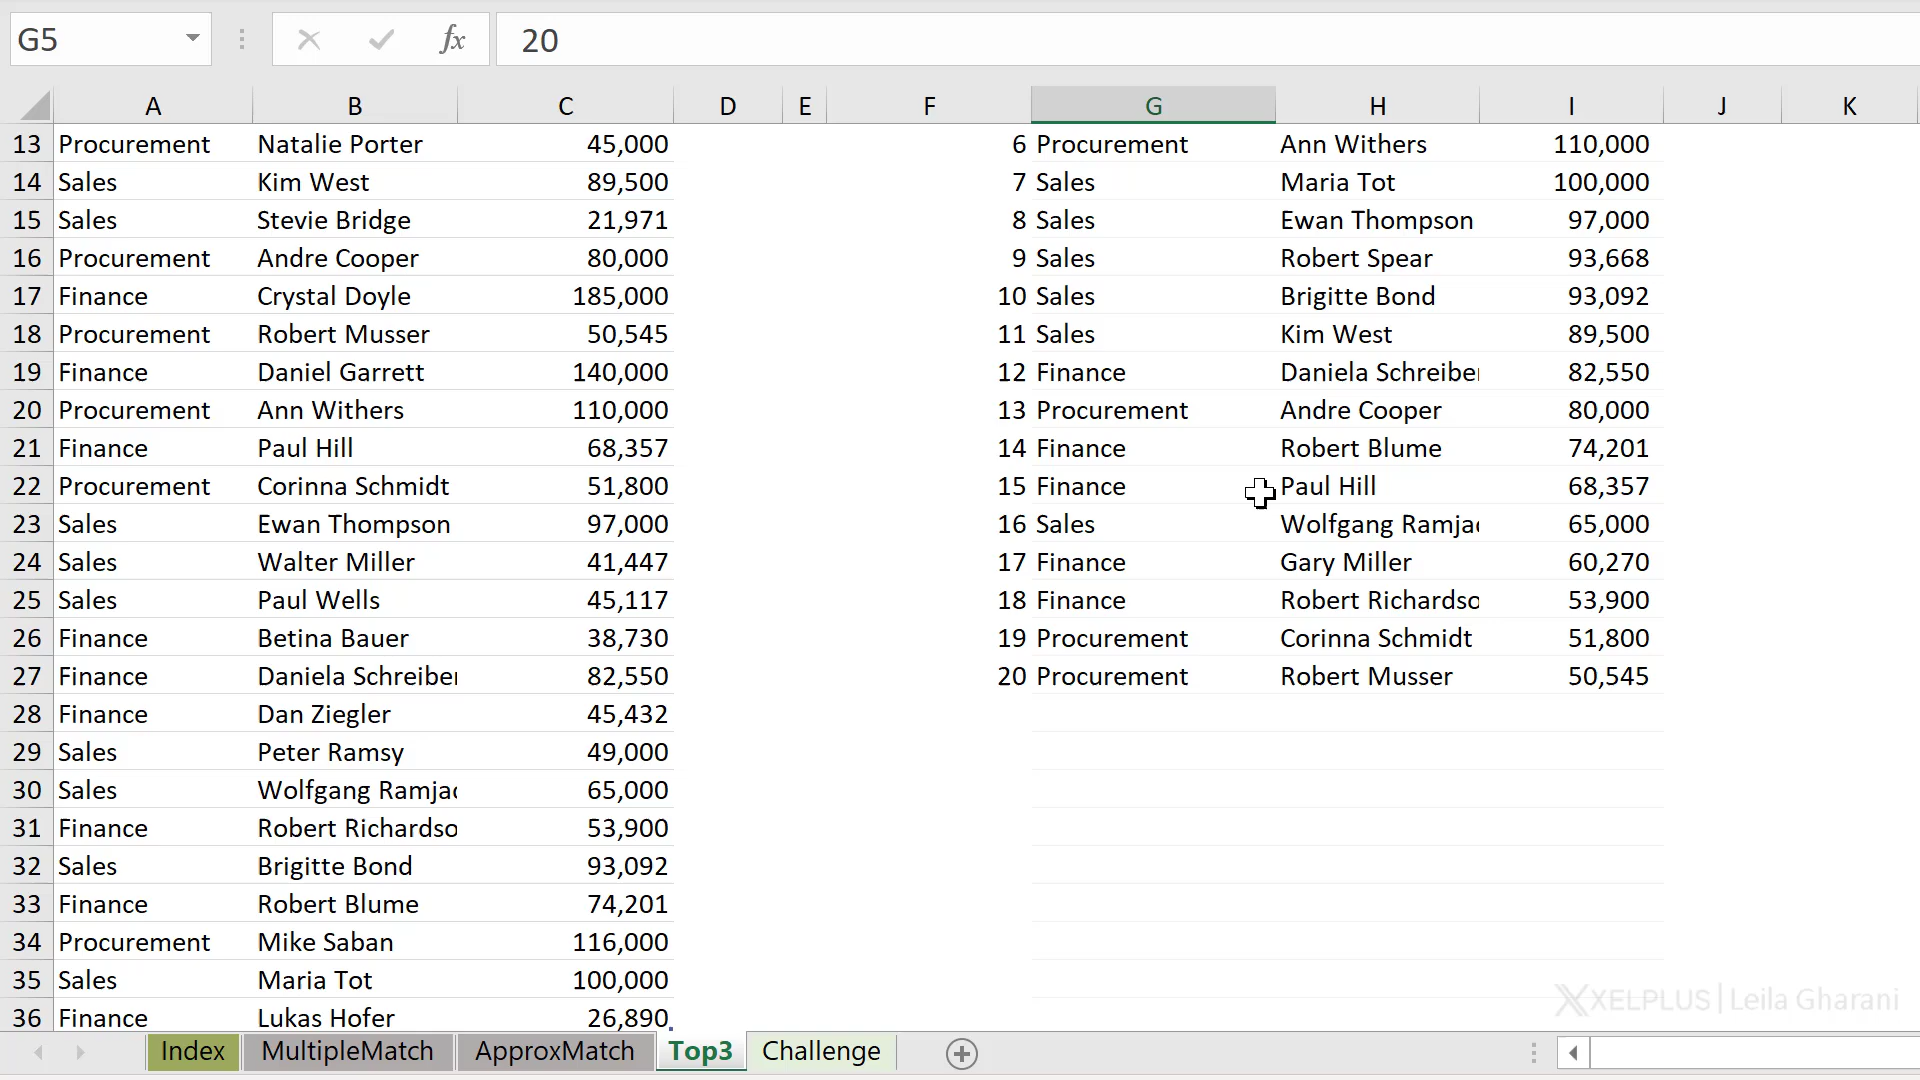 G5 fx 20
A B C D E F G H I J K
13 Procurement Natalie Porter 45,000 6 Procurement Ann Withers 110,000
14 Sales Kim West 89,500 7 Sales Maria Tot 100,000
15 Sales Stevie Bridge 21,971 8 Sales Ewan Thompson 97,000
16 Procurement Andre Cooper 80,000 9 Sales Robert Spear 93,668
17 Finance Crystal Doyle 185,000 10 Sales Brigitte Bond 93,092
18 Procurement Robert Musser 50,545 11 Sales Kim West 89,500
19 Finance Daniel Garrett 140,000 12 Finance Daniela Schreiber 82,550
20 Procurement Ann Withers 110,000 13 Procurement Andre Cooper 80,000
21 Finance Paul Hill 68,357 14 Finance Robert Blume 74,201
22 Procurement Corinna Schmidt 51,800 15 Finance Paul Hill 68,357
23 Sales Ewan Thompson 97,000 16 Sales Wolfgang Ramjac 65,000
24 Sales Walter Miller 41,447 17 Finance Gary Miller 60,270
25 Sales Paul Wells 45,117 18 Finance Robert Richardso 53,900
26 Finance Betina Bauer 38,730 19 Procurement Corinna Schmidt 51,800
27 Finance Daniela Schreiber 82,550 20 Procurement Robert Musser 50,545
28 Finance Dan Ziegler 45,432
29 Sales Peter Ramsy 49,000
30 Sales Wolfgang Ramjac 65,000
31 Finance Robert Richardso 53,900
32 Sales Brigitte Bond 93,092
33 Finance Robert Blume 74,201
34 Procurement Mike Saban 116,000
35 Sales Maria Tot 100,000
36 Finance Lukas Hofer 26,890
XELPLUS | Leila Gharani
Index MultipleMatch ApproxMatch Top3 Challenge